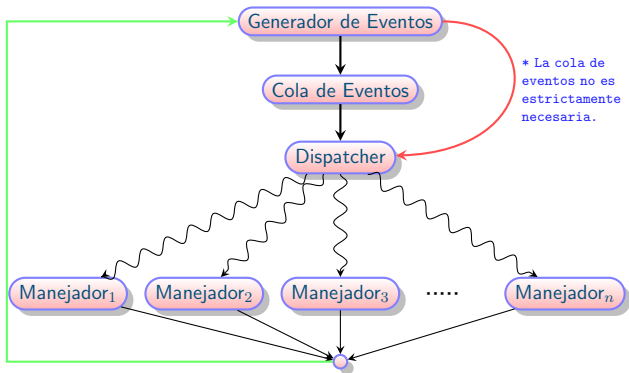 Generador de Eventos
* La cola de
eventos no es
estrictamente
necesaria.
Cola de Eventos
Dispatcher
Manejador₁ Manejador₂ Manejador₃ ..... Manejadorₙ